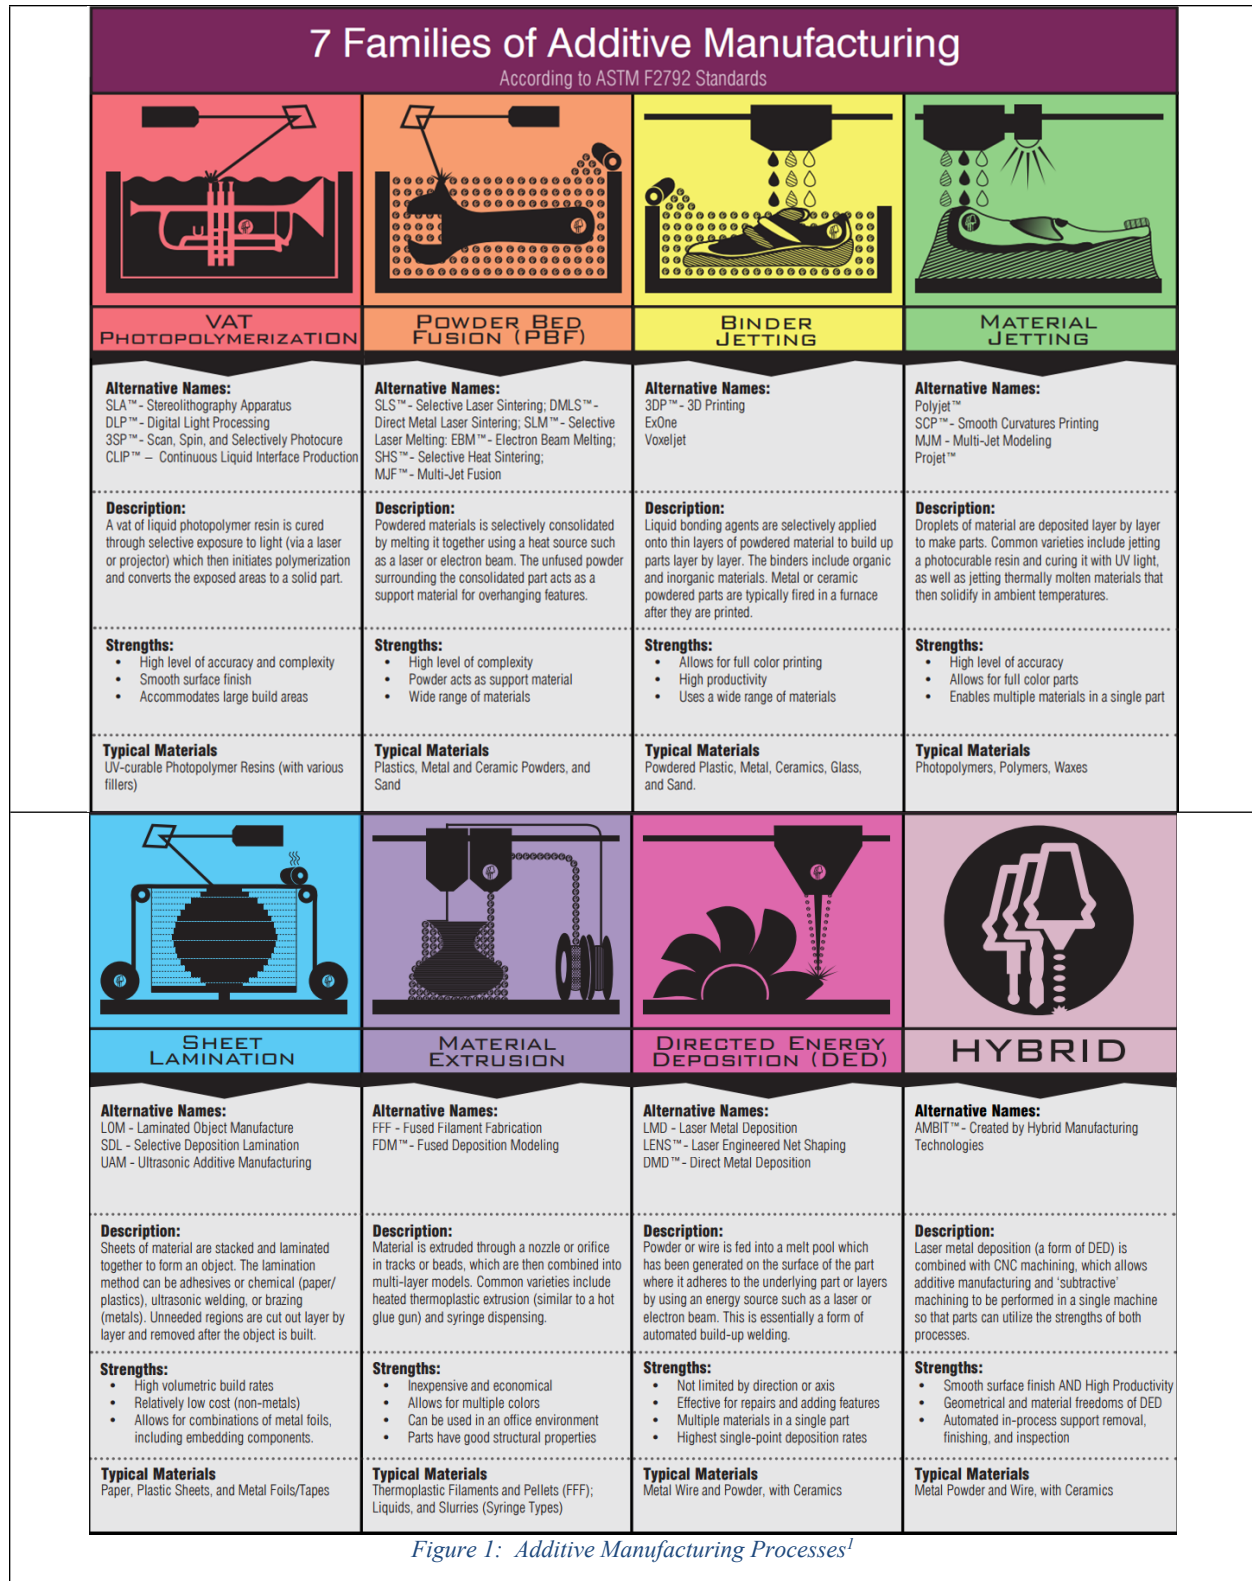 7 Families of Additive Manufacturing
According to ASTM F2792 Standards
VAT
PHOTOPOLYMERIZATION
Alternative Names:
SLA™ - Stereolithography Apparatus
DLP™ - Digital Light Processing
3SP™ - Scan, Spin, and Selectively Photocure
CLIP™ – Continuous Liquid Interface Production
Description:
A vat of liquid photopolymer resin is cured
through selective exposure to light (via a laser
or projector) which then initiates polymerization
and converts the exposed areas to a solid part.
Strengths:
• High level of accuracy and complexity
• Smooth surface finish
• Accommodates large build areas
Typical Materials
UV-curable Photopolymer Resins (with various
fillers)
POWDER BED
FUSION (PBF)
Alternative Names:
SLS™ - Selective Laser Sintering; DMLS™ -
Direct Metal Laser Sintering; SLM™ - Selective
Laser Melting: EBM™ - Electron Beam Melting;
SHS™ - Selective Heat Sintering;
MJF™ - Multi-Jet Fusion
Description:
Powdered materials is selectively consolidated
by melting it together using a heat source such
as a laser or electron beam. The unfused powder
surrounding the consolidated part acts as a
support material for overhanging features.
Strengths:
• High level of complexity
• Powder acts as support material
• Wide range of materials
Typical Materials
Plastics, Metal and Ceramic Powders, and
Sand
BINDER
JETTING
Alternative Names:
3DP™ - 3D Printing
ExOne
Voxeljet
Description:
Liquid bonding agents are selectively applied
onto thin layers of powdered material to build up
parts layer by layer. The binders include organic
and inorganic materials. Metal or ceramic
powdered parts are typically fired in a furnace
after they are printed.
Strengths:
• Allows for full color printing
• High productivity
• Uses a wide range of materials
Typical Materials
Powdered Plastic, Metal, Ceramics, Glass,
and Sand.
MATERIAL
JETTING
Alternative Names:
Polyjet™
SCP™ - Smooth Curvatures Printing
MJM - Multi-Jet Modeling
Projet™
Description:
Droplets of material are deposited layer by layer
to make parts. Common varieties include jetting
a photocurable resin and curing it with UV light,
as well as jetting thermally molten materials that
then solidify in ambient temperatures.
Strengths:
• High level of accuracy
• Allows for full color parts
• Enables multiple materials in a single part
Typical Materials
Photopolymers, Polymers, Waxes
SHEET
LAMINATION
Alternative Names:
LOM - Laminated Object Manufacture
SDL - Selective Deposition Lamination
UAM - Ultrasonic Additive Manufacturing
Description:
Sheets of material are stacked and laminated
together to form an object. The lamination
method can be adhesives or chemical (paper/
plastics), ultrasonic welding, or brazing
(metals). Unneeded regions are cut out layer by
layer and removed after the object is built.
Strengths:
• High volumetric build rates
• Relatively low cost (non-metals)
• Allows for combinations of metal foils,
including embedding components.
Typical Materials
Paper, Plastic Sheets, and Metal Foils/Tapes
MATERIAL
EXTRUSION
Alternative Names:
FFF - Fused Filament Fabrication
FDM™ - Fused Deposition Modeling
Description:
Material is extruded through a nozzle or orifice
in tracks or beads, which are then combined into
multi-layer models. Common varieties include
heated thermoplastic extrusion (similar to a hot
glue gun) and syringe dispensing.
Strengths:
• Inexpensive and economical
• Allows for multiple colors
• Can be used in an office environment
• Parts have good structural properties
Typical Materials
Thermoplastic Filaments and Pellets (FFF);
Liquids, and Slurries (Syringe Types)
DIRECTED ENERGY
DEPOSITION (DED)
Alternative Names:
LMD - Laser Metal Deposition
LENS™ - Laser Engineered Net Shaping
DMD™ - Direct Metal Deposition
Description:
Powder or wire is fed into a melt pool which
has been generated on the surface of the part
where it adheres to the underlying part or layers
by using an energy source such as a laser or
electron beam. This is essentially a form of
automated build-up welding.
Strengths:
• Not limited by direction or axis
• Effective for repairs and adding features
• Multiple materials in a single part
• Highest single-point deposition rates
Typical Materials
Metal Wire and Powder, with Ceramics
HYBRID
Alternative Names:
AMBIT™ - Created by Hybrid Manufacturing
Technologies
Description:
Laser metal deposition (a form of DED) is
combined with CNC machining, which allows
additive manufacturing and 'subtractive'
machining to be performed in a single machine
so that parts can utilize the strengths of both
processes.
Strengths:
• Smooth surface finish AND High Productivity
• Geometrical and material freedoms of DED
• Automated in-process support removal,
finishing, and inspection
Typical Materials
Metal Powder and Wire, with Ceramics
Figure 1: Additive Manufacturing Processes1